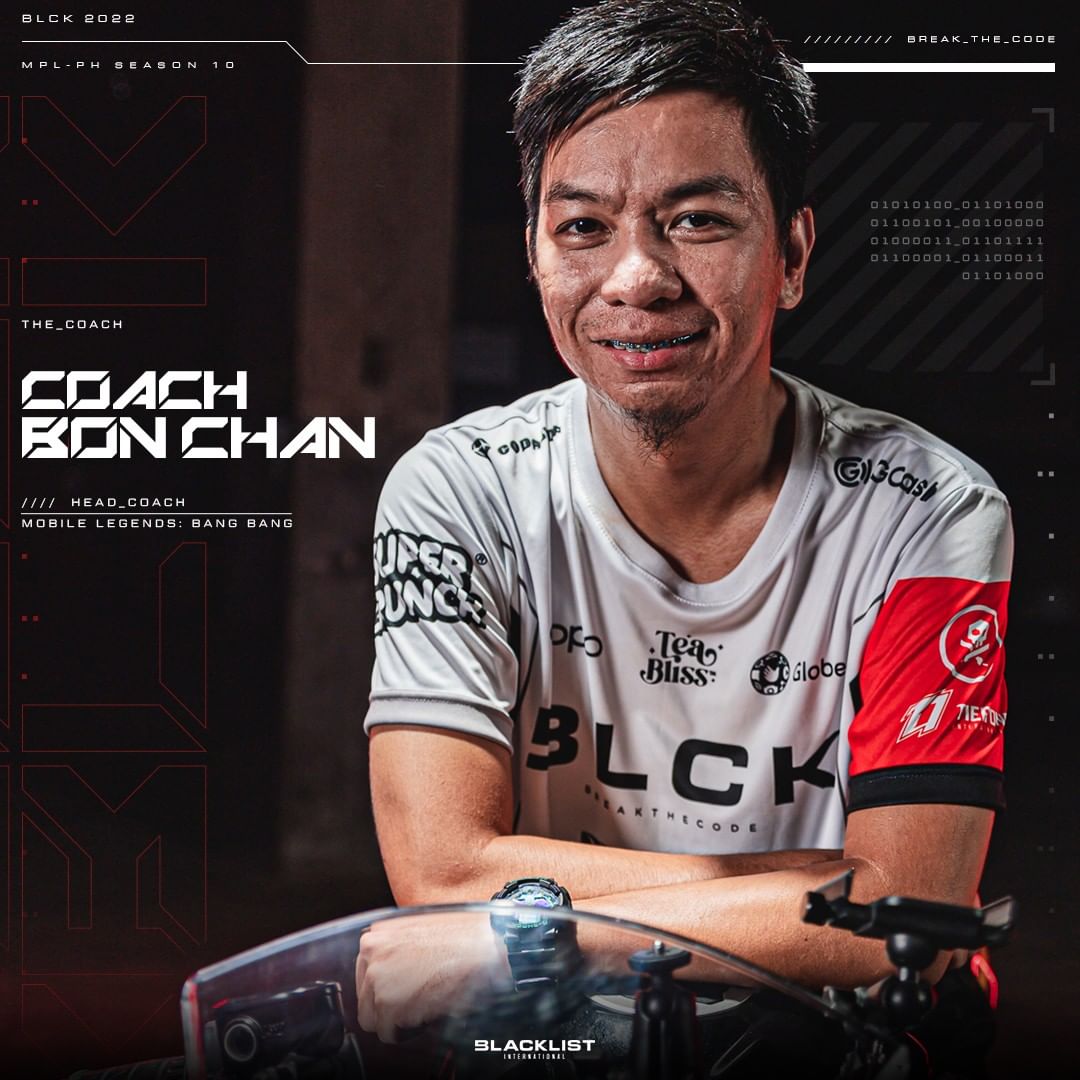 BLCK 2022
MPL-PH SEASON 10
///////// BREAK_THE_CODE
01010100_01101000
01100101_00100000
01000011_01101111
01100001_01100011
01101000
THE_COACH
COACH
BON CHAN
//// HEAD_COACH
MOBILE LEGENDS: BANG BANG
GCash
SUPER
CRUNCH
oppo
Tea
Bliss
Globe
BLCK
BREAKTHECODE
BLACKLIST
INTERNATIONAL